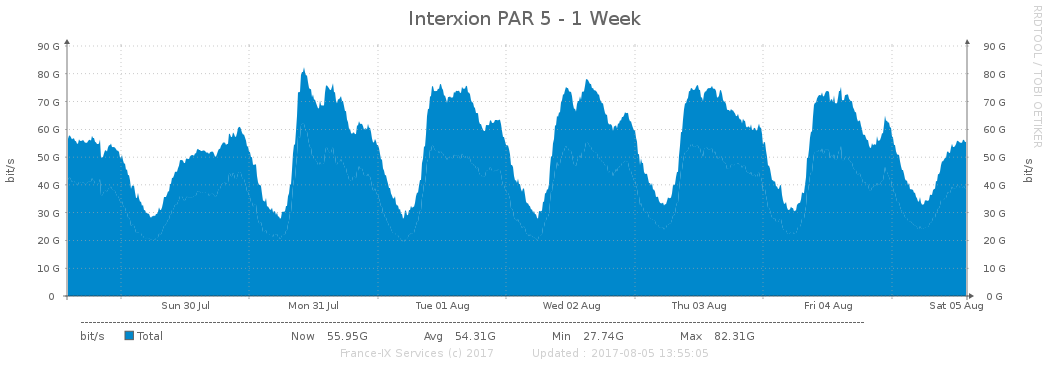 Interxion PAR 5 - 1 Week
RRDTOOL / TOBI OETIKER
90 G 90 G
80 G 80 G
70 G 70 G
60 G 60 G
50 G 50 G
40 G 40 G
30 G 30 G
20 G 20 G
10 G 10 G
0 0 G
bit/s bit/s
Sun 30 Jul Mon 31 Jul Tue 01 Aug Wed 02 Aug Thu 03 Aug Fri 04 Aug Sat 05 Aug
bit/s Total Now 55.95G Avg 54.31G Min 27.74G Max 82.31G
France-IX Services (c) 2017 Updated : 2017-08-05 13:55:05